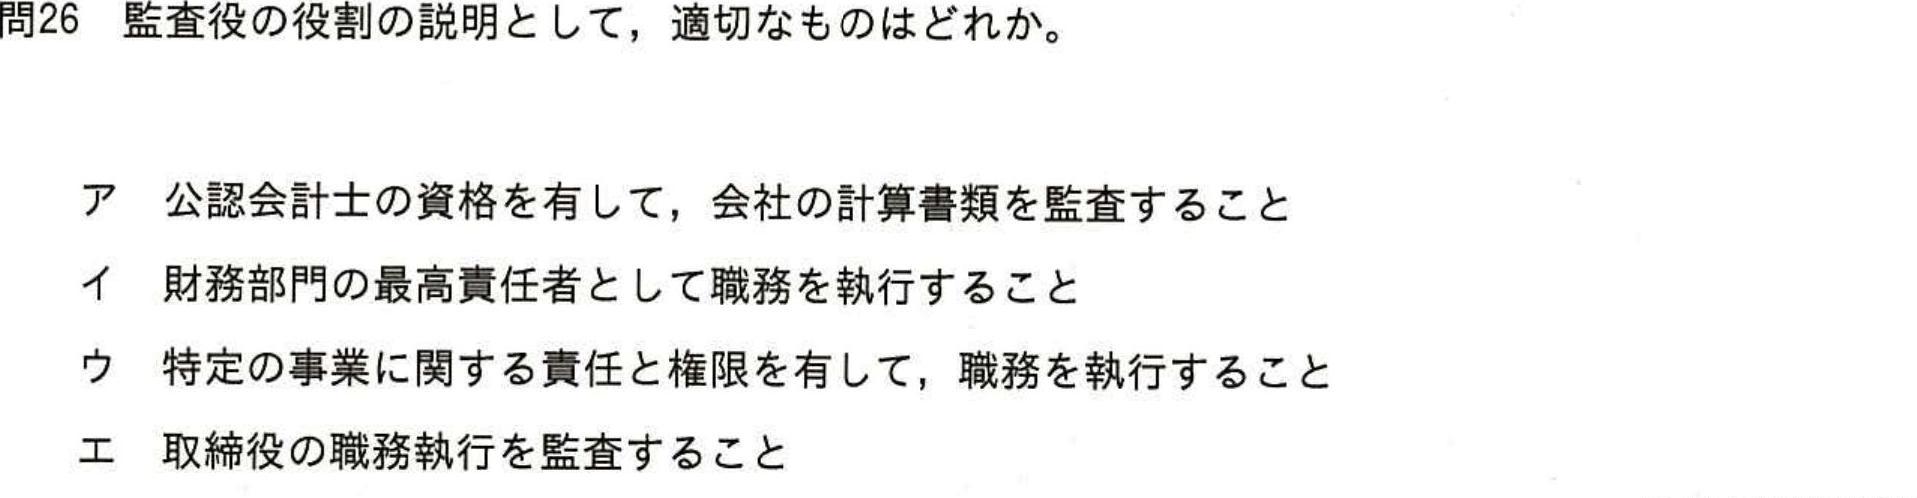 問26　監査役の役割の説明として，適切なものはどれか。
ア　公認会計士の資格を有して，会社の計算書類を監査すること
イ　財務部門の最高責任者として職務を執行すること
ウ　特定の事業に関する責任と権限を有して，職務を執行すること
エ　取締役の職務執行を監査すること